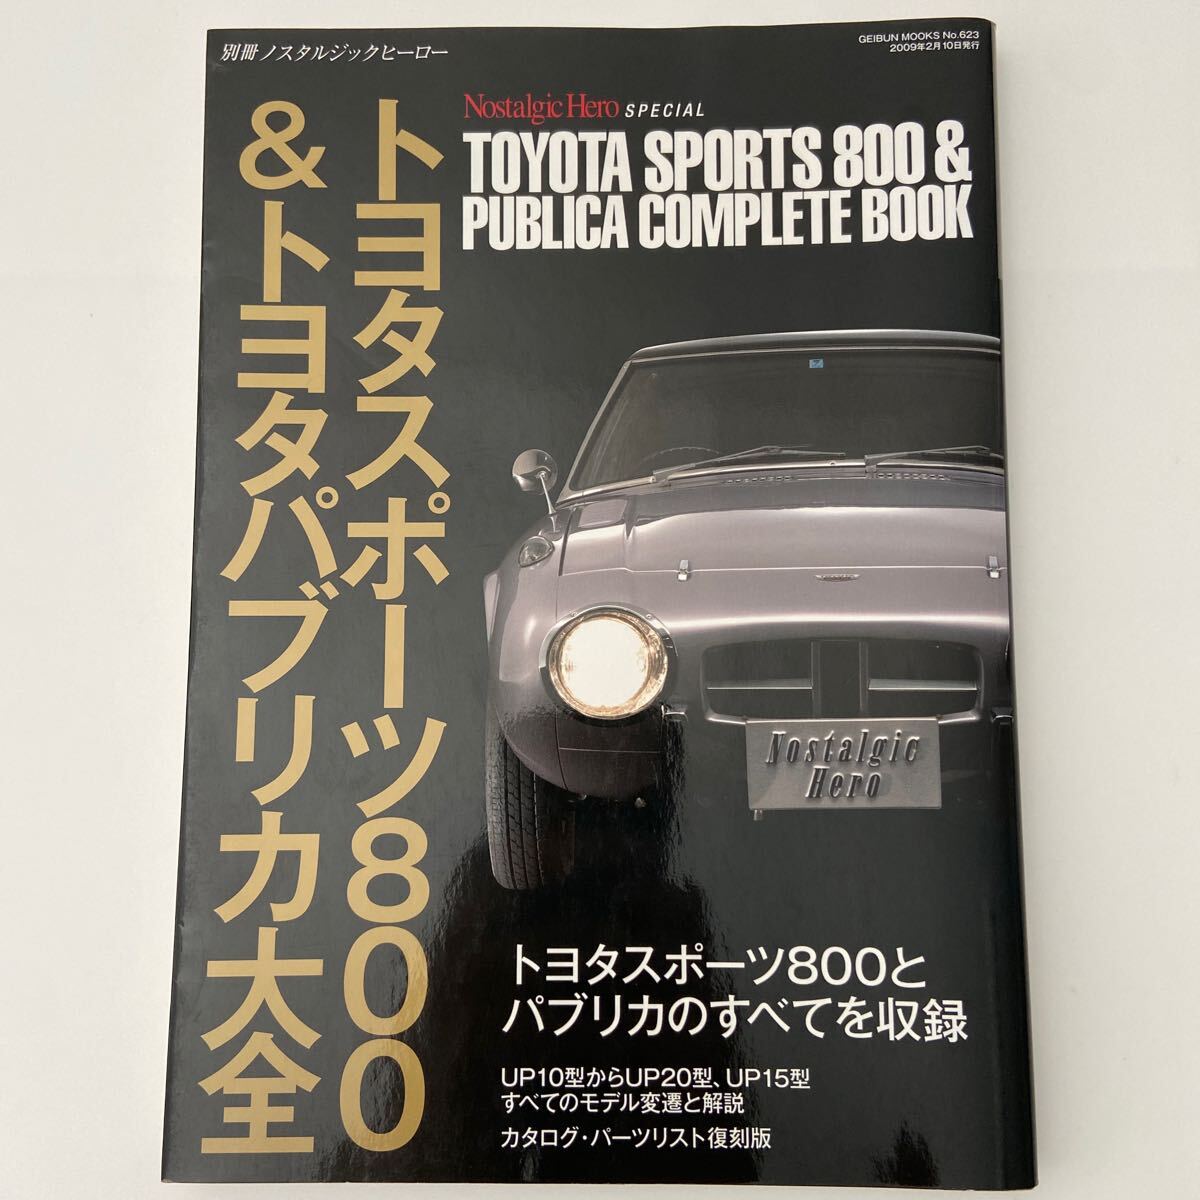 別冊ノスタルジックヒーロー
GEIBUN MOOKS No.623
2009年2月10日発行
Nostalgic Hero SPECIAL
TOYOTA SPORTS 800 &
PUBLICA COMPLETE BOOK
トヨタスポーツ800
&トヨタパブリカ大全
Nostalgic
Hero
トヨタスポーツ800と
パブリカのすべてを収録
UP10型からUP20型、UP15型
すべてのモデル変遷と解説
カタログ・パーツリスト復刻版